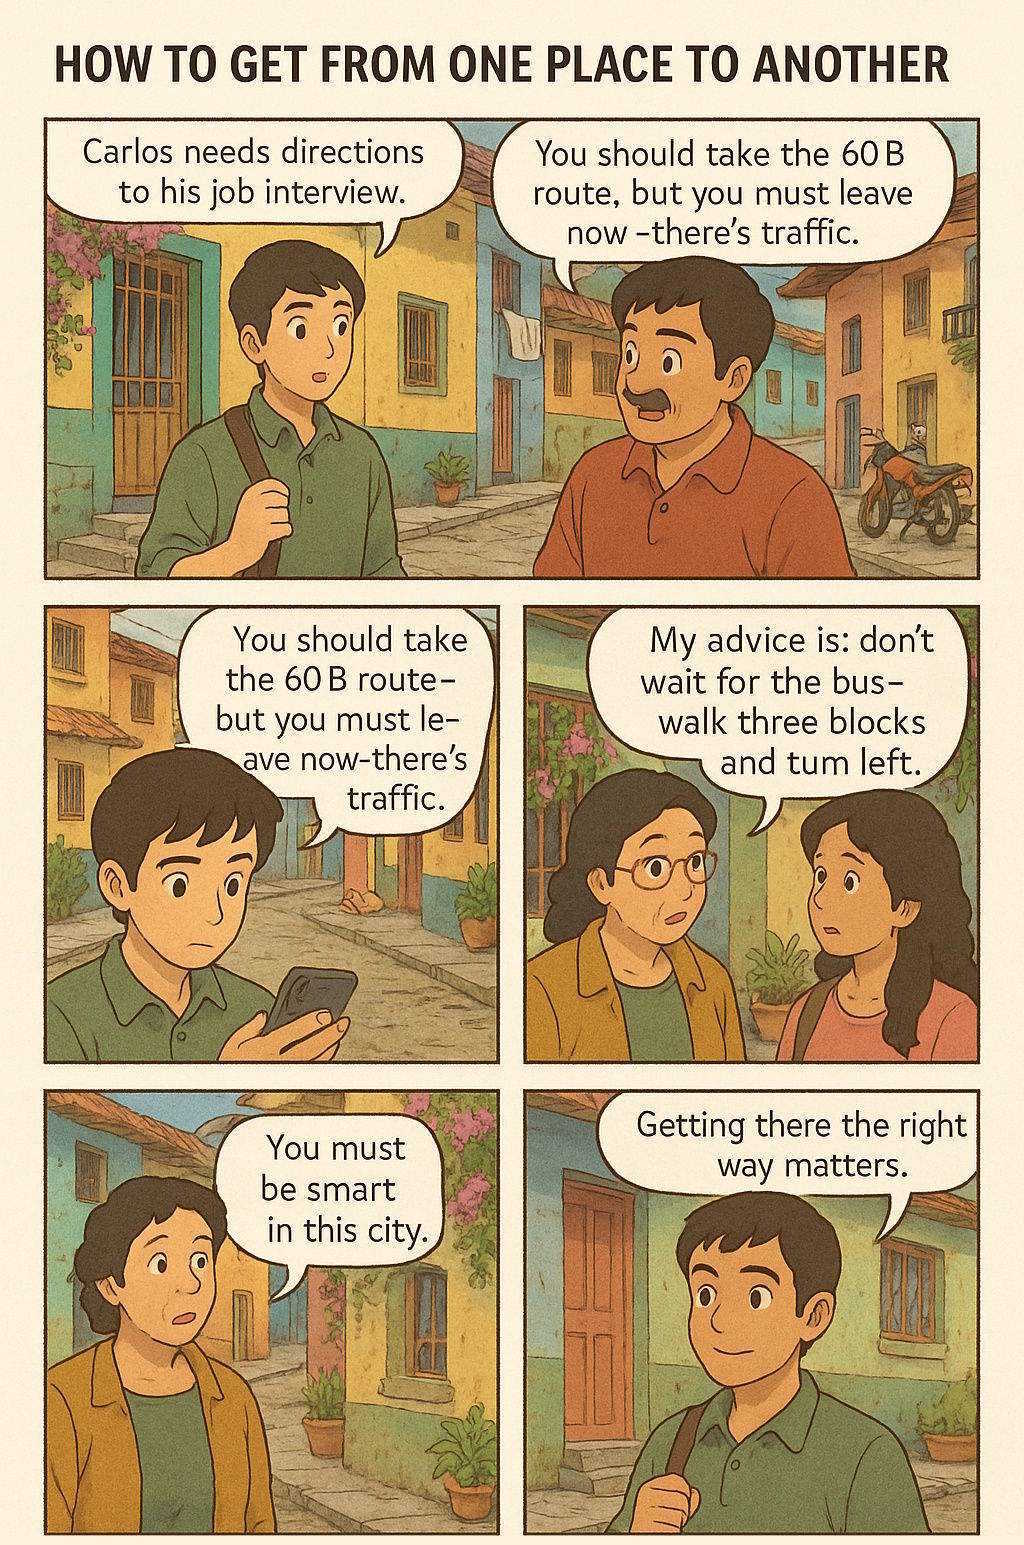 HOW TO GET FROM ONE PLACE TO ANOTHER
Carlos needs directions
to his job interview.
You should take the 60 B
route, but you must leave
now -there's traffic.
You should take
the 60 B route-
but you must le-
ave now-there's
traffic.
My advice is: don't
wait for the bus-
walk three blocks
and tum left.
You must
be smart
in this city.
Getting there the right
way matters.